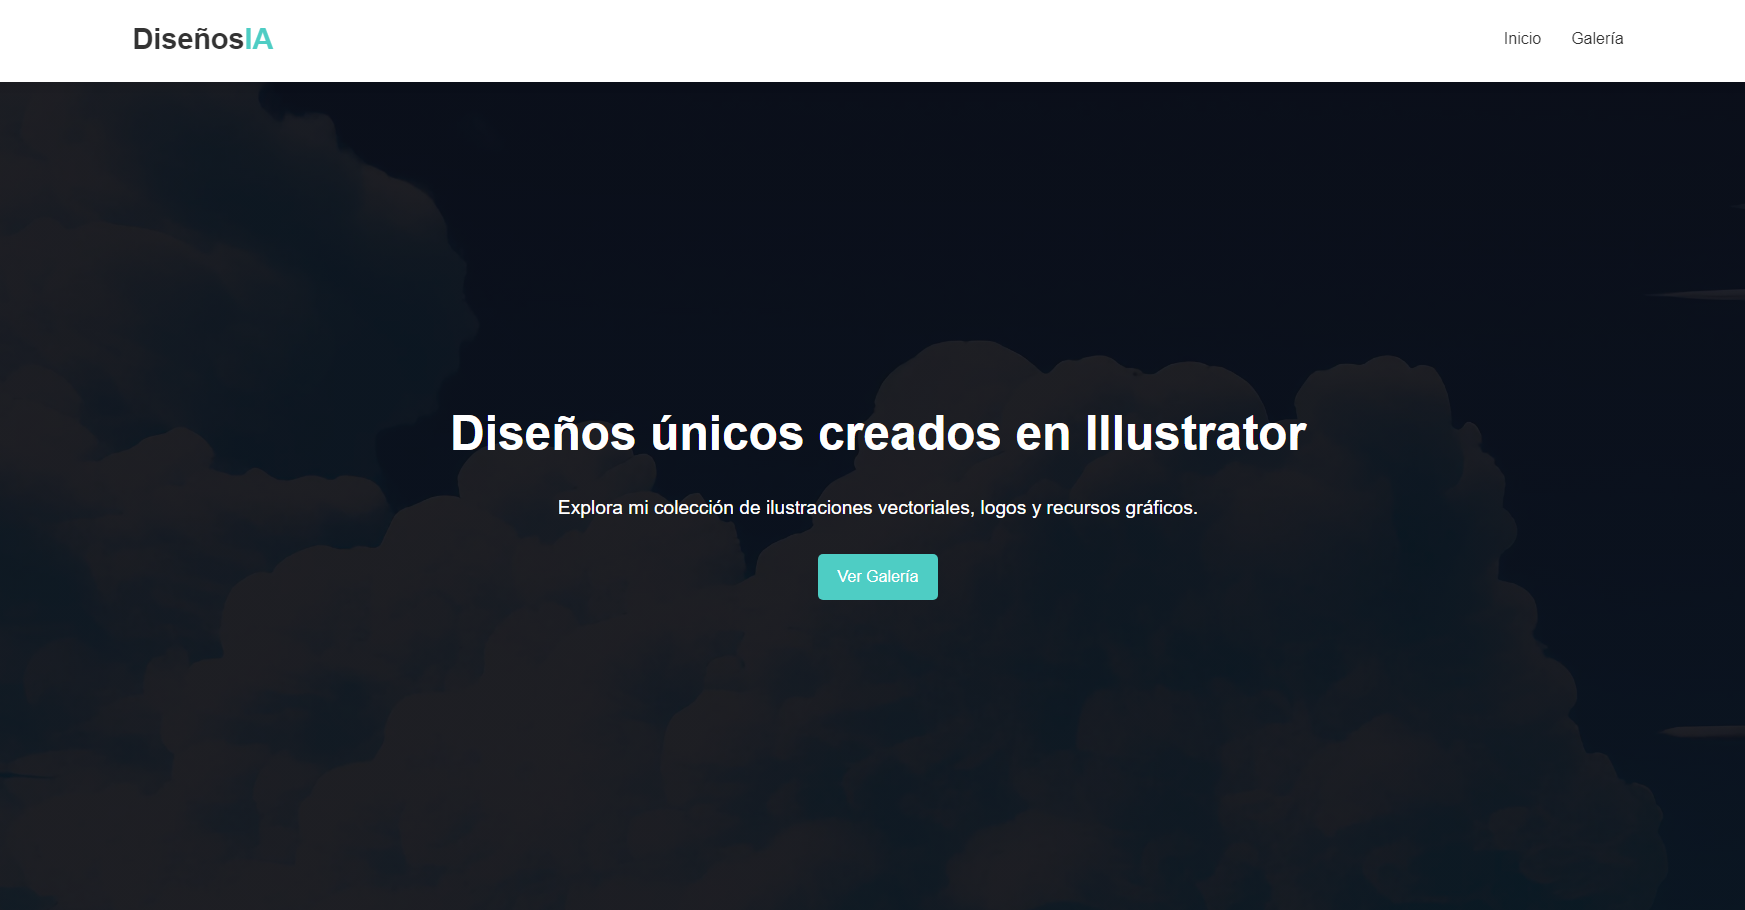 DiseñosIA
Inicio
Galería
Diseños únicos creados en Illustrator
Explora mi colección de ilustraciones vectoriales, logos y recursos gráficos.
Ver Galería